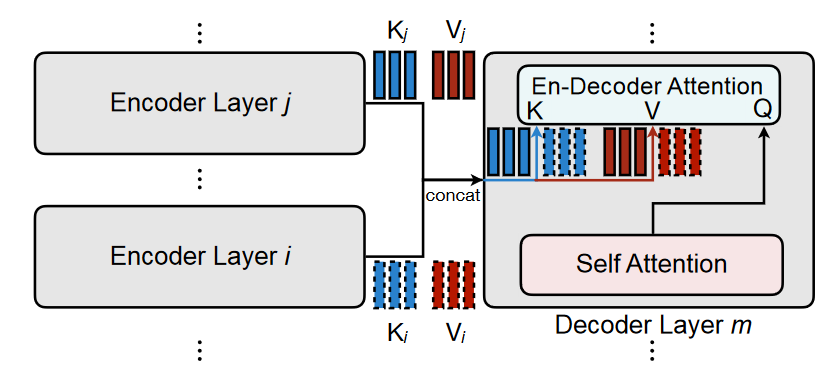 K_j V_j
Encoder Layer j
En-Decoder Attention
K V Q
concat
Encoder Layer i
Self Attention
Decoder Layer m
K_i V_i